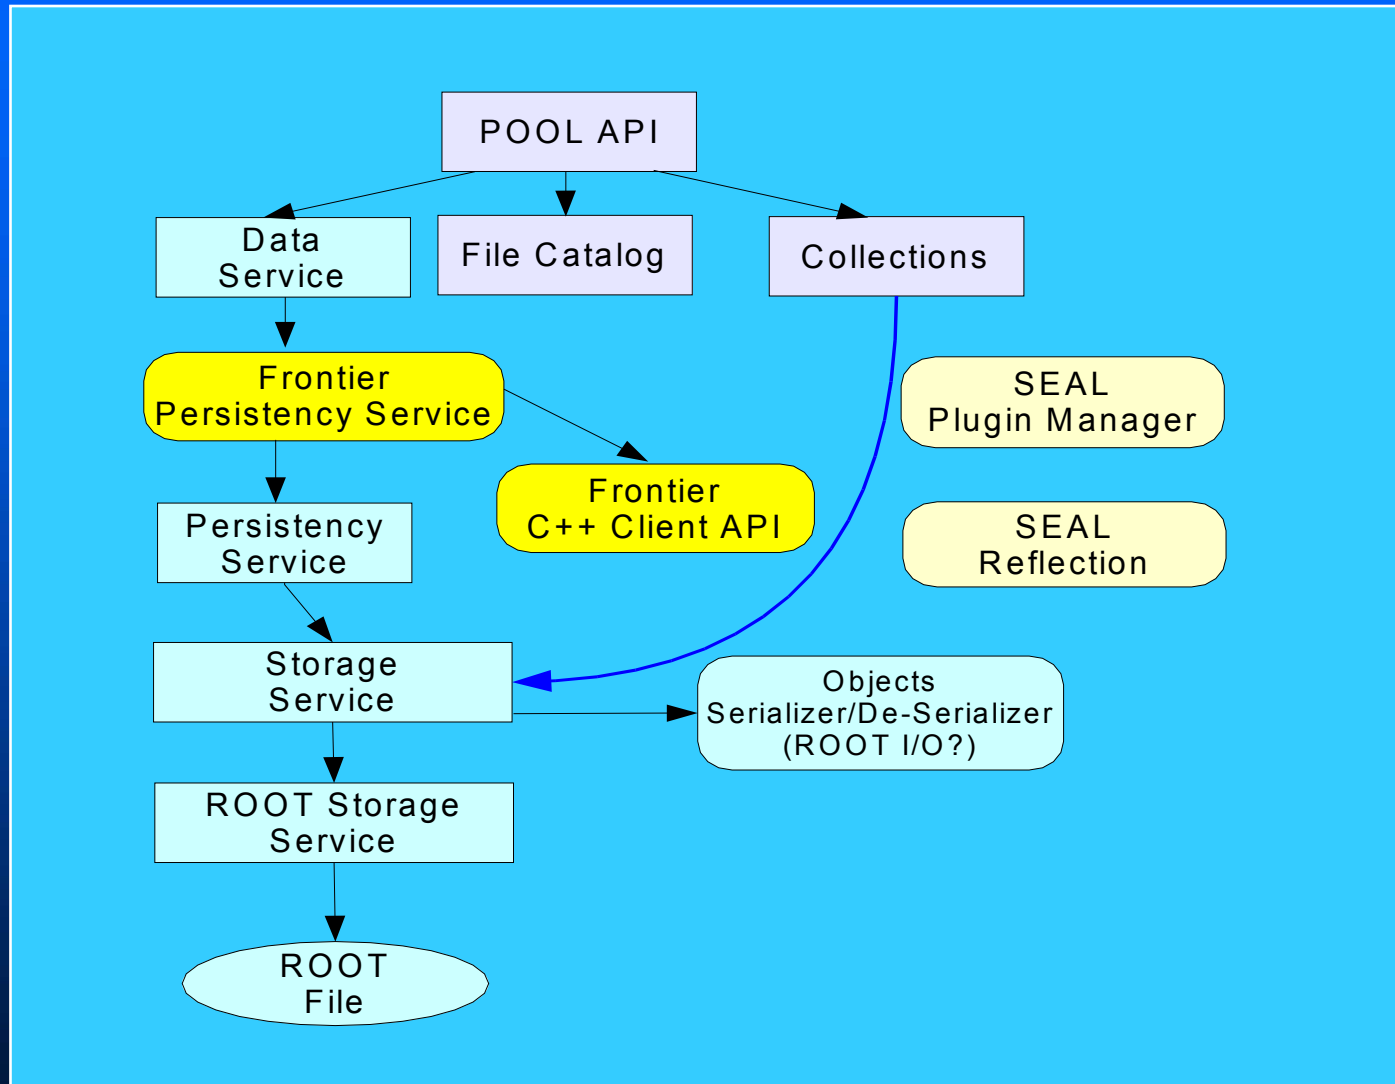 POOL API
Data
Service
File Catalog
Collections
Frontier
Persistency Service
SEAL
Plugin Manager
Frontier
C++ Client API
Persistency
Service
SEAL
Reflection
Storage
Service
Objects
Serializer/De-Serializer
(ROOT I/O?)
ROOT Storage
Service
ROOT
File